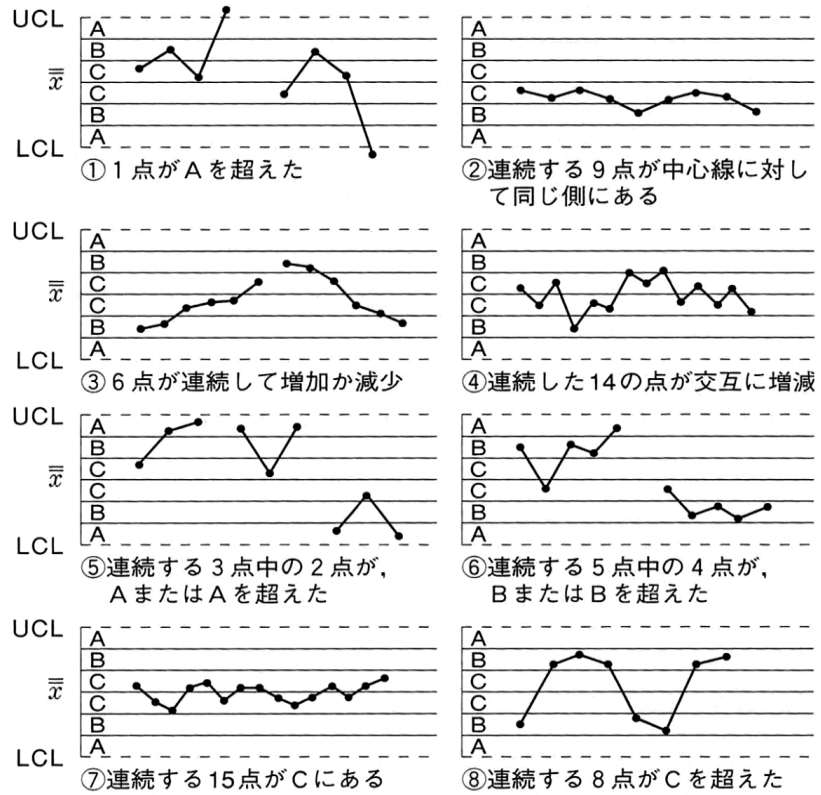 UCL
A
B
C
x̿
C
B
A
LCL
①1点がAを超えた
A
B
C
C
B
A
②連続する9点が中心線に対し
て同じ側にある
UCL
A
B
C
x̿
C
B
A
LCL
③6点が連続して増加か減少
A
B
C
C
B
A
④連続した14の点が交互に増減
UCL
A
B
C
x̿
C
B
A
LCL
⑤連続する3点中の2点が，
AまたはAを超えた
A
B
C
C
B
A
⑥連続する5点中の4点が，
BまたはBを超えた
UCL
A
B
C
x̿
C
B
A
LCL
⑦連続する15点がCにある
A
B
C
C
B
A
⑧連続する8点がCを超えた